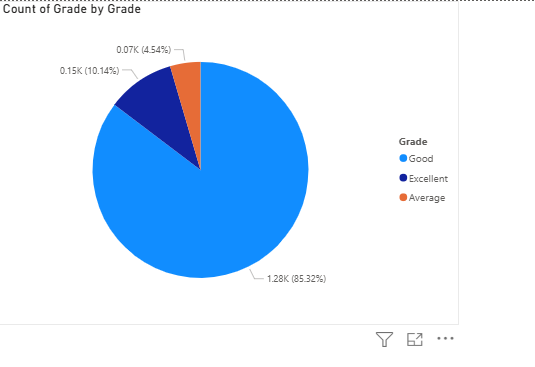 Count of Grade by Grade
0.07K (4.54%)
0.15K (10.14%)
Grade
Good
Excellent
Average
1.28K (85.32%)